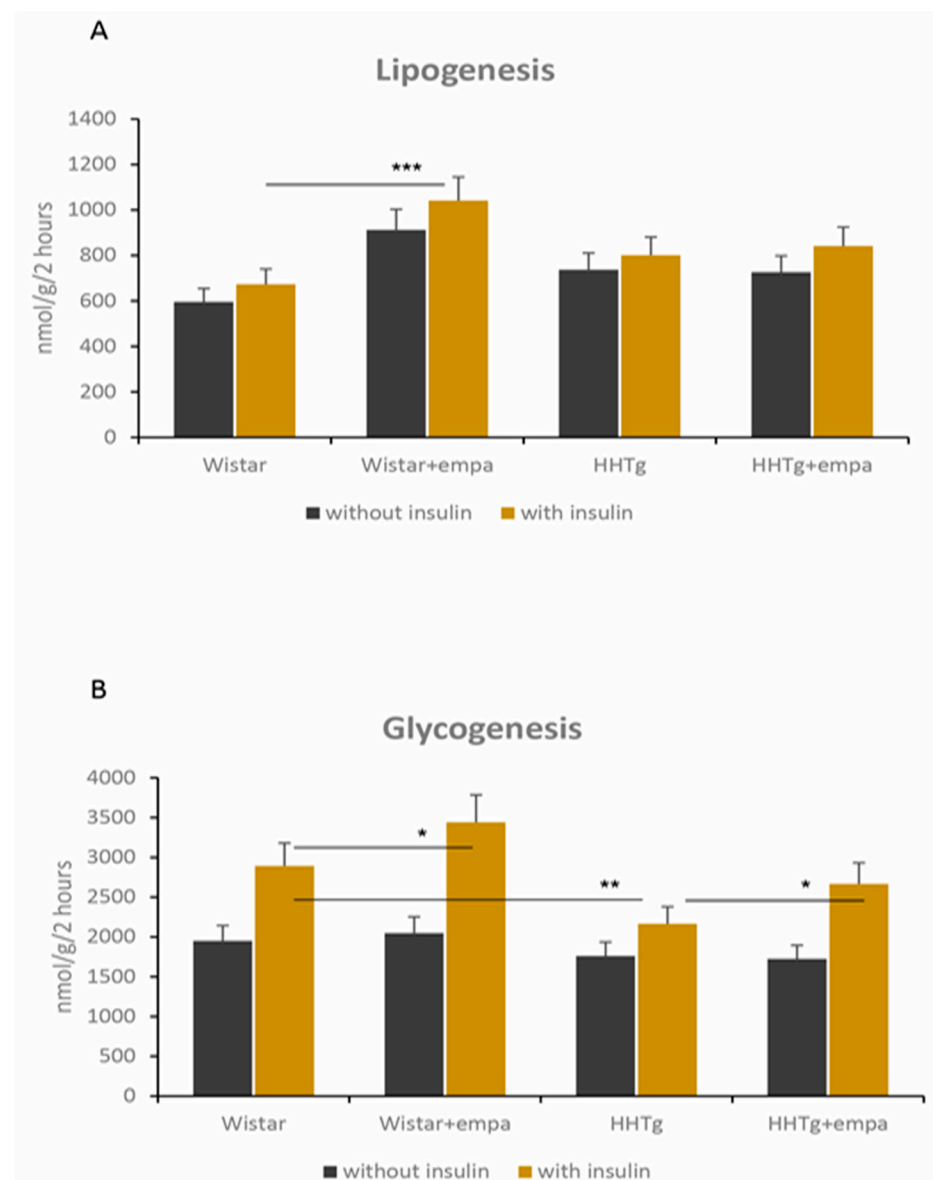 A
Lipogenesis
1400
1200
1000
800
600
400
200
0
nmol/g/2 hours
***
Wistar Wistar+empa HHTg HHTg+empa
without insulin with insulin
B
Glycogenesis
4000
3500
3000
2500
2000
1500
1000
500
0
nmol/g/2 hours
*
** *
Wistar Wistar+empa HHTg HHTg+empa
without insulin with insulin